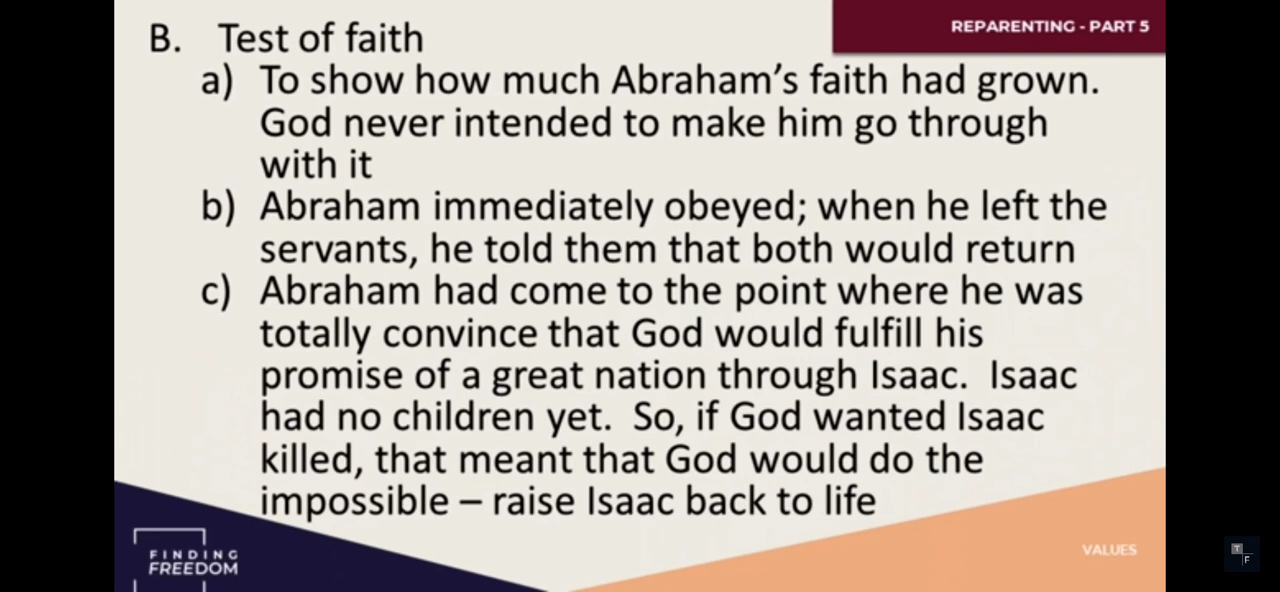 REPARENTING - PART 5
B. Test of faith
a) To show how much Abraham's faith had grown.
God never intended to make him go through
with it
b) Abraham immediately obeyed; when he left the
servants, he told them that both would return
c) Abraham had come to the point where he was
totally convince that God would fulfill his
promise of a great nation through Isaac. Isaac
had no children yet. So, if God wanted Isaac
killed, that meant that God would do the
impossible – raise Isaac back to life
FINDING
FREEDOM
VALUES
T
F